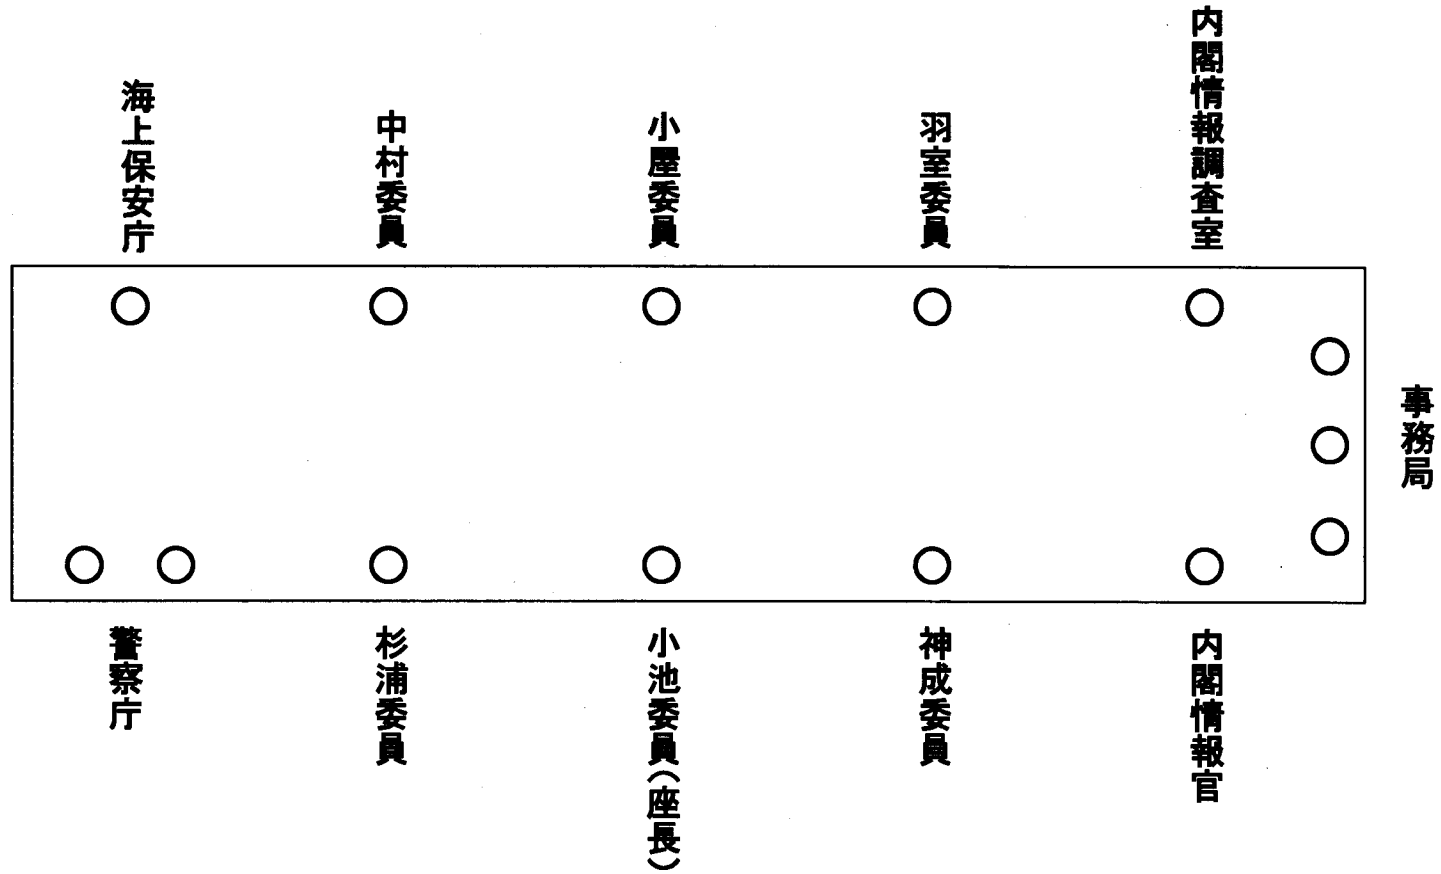 内閣情報調査室
羽室委員
小屋委員
中村委員
海上保安庁
事務局
内閣情報官
神成委員
小池委員(座長)
杉浦委員
警察庁